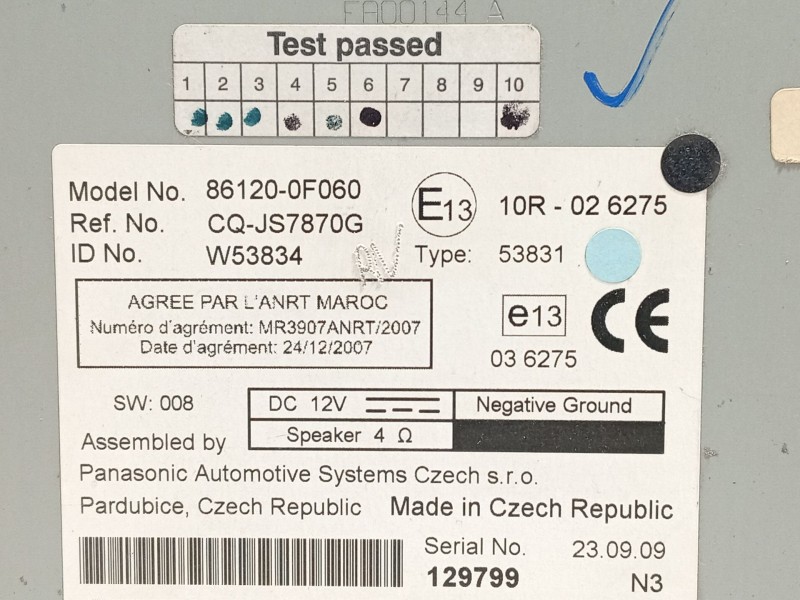 EA00144 A
Test passed
1 2 3 4 5 6 7 8 9 10
Model No. 86120-0F060
Ref. No. CQ-JS7870G
ID No. W53834
E13 10R - 02 6275
Type: 53831
AGREE PAR L'ANRT MAROC
Numéro d'agrément: MR3907ANRT/2007
Date d'agrément: 24/12/2007
e13
03 6275
CE
SW: 008
DC 12V
Negative Ground
Speaker 4 Ω
Assembled by
Panasonic Automotive Systems Czech s.r.o.
Pardubice, Czech Republic Made in Czech Republic
Serial No. 23.09.09
129799 N3